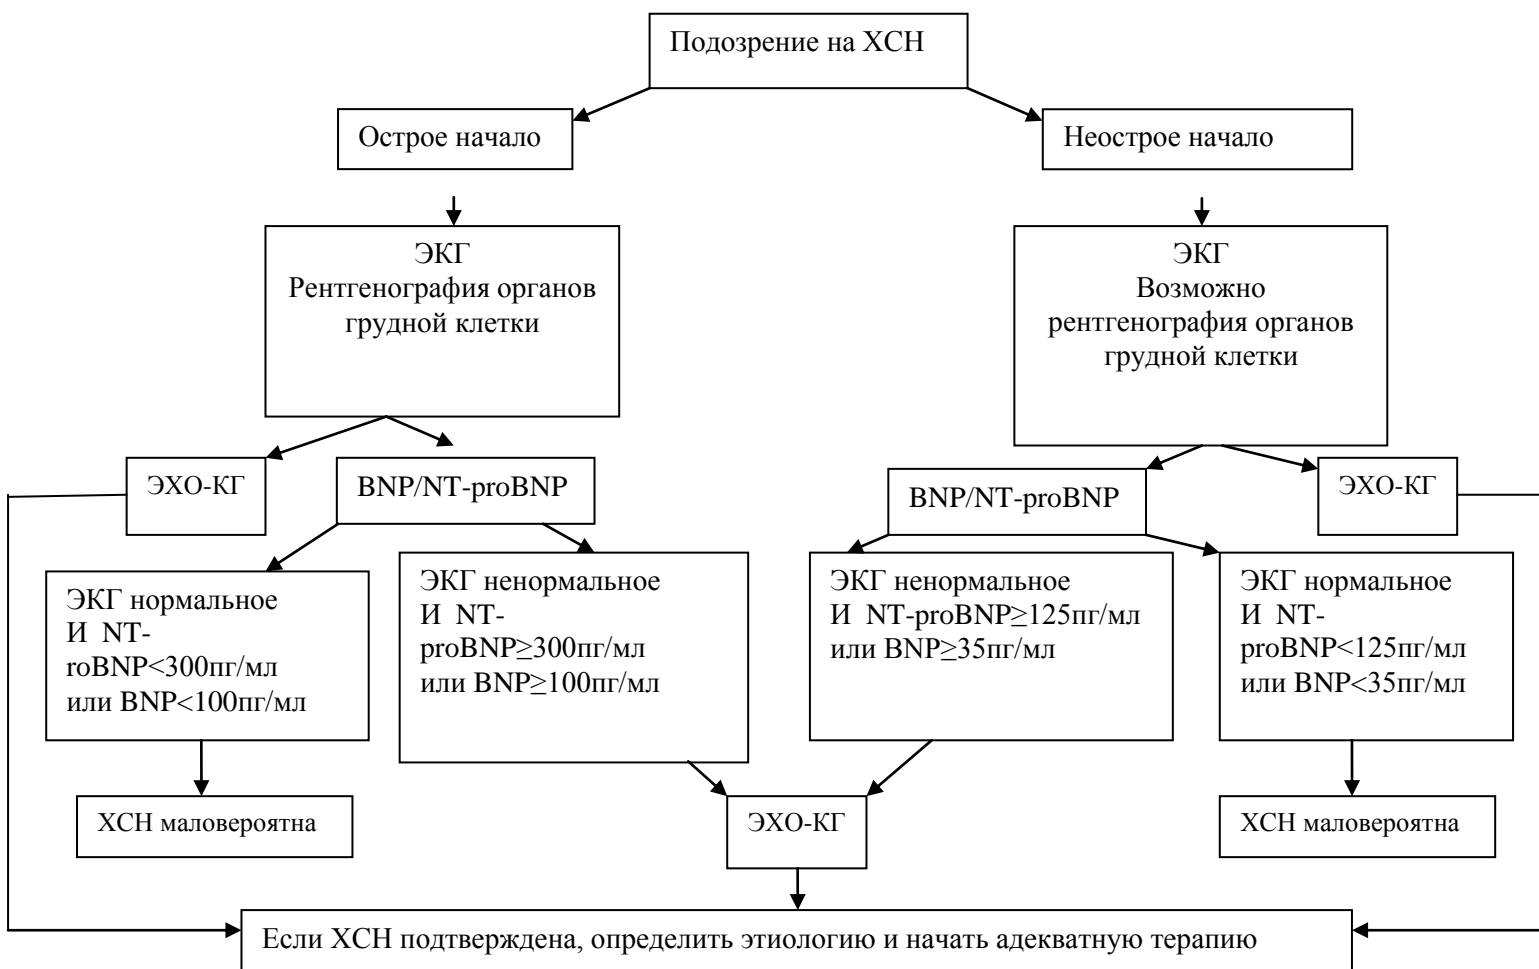 Подозрение на ХСН
Острое начало
Неострое начало
ЭКГ
Рентгенография органов
грудной клетки
ЭКГ
Возможно
рентгенография органов
грудной клетки
ЭХО-КГ
BNP/NT-proBNP
BNP/NT-proBNP
ЭХО-КГ
ЭКГ нормальное
И NT-
roBNP<300пг/мл
или BNP<100пг/мл
ЭКГ ненормальное
И NT-
proBNP≥300пг/мл
или BNP≥100пг/мл
ЭКГ ненормальное
И NT-proBNP≥125пг/мл
или BNP≥35пг/мл
ЭКГ нормальное
И NT-
proBNP<125пг/мл
или BNP<35пг/мл
ХСН маловероятна
ЭХО-КГ
ХСН маловероятна
Если ХСН подтверждена, определить этиологию и начать адекватную терапию